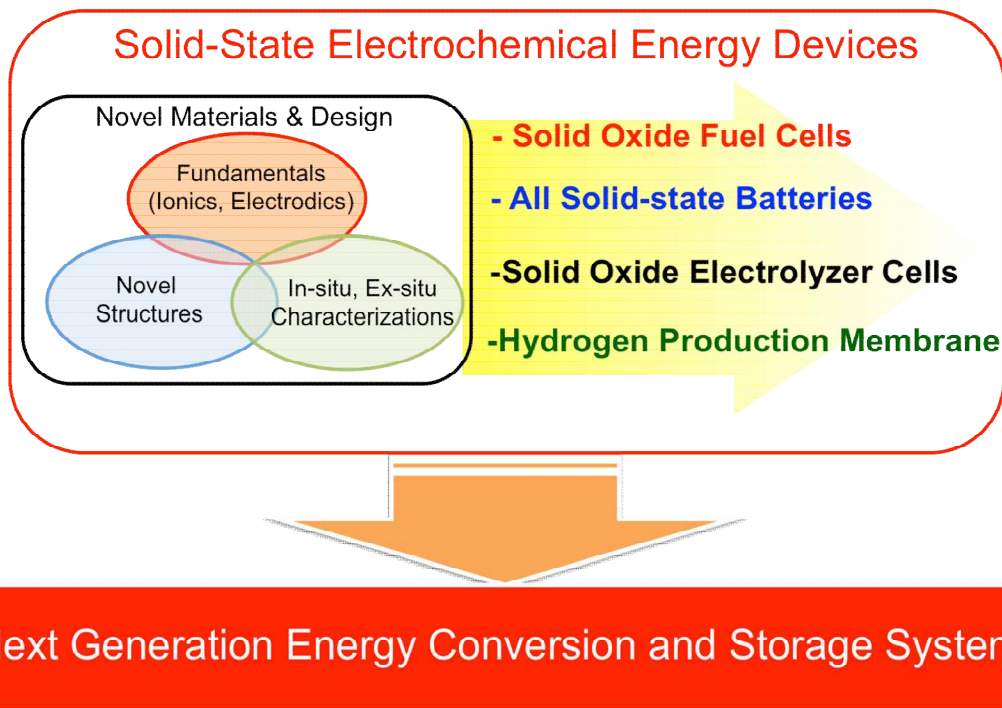 Solid-State Electrochemical Energy Devices
Novel Materials & Design
Fundamentals
(Ionics, Electrodics)
Novel
Structures
In-situ, Ex-situ
Characterizations
- Solid Oxide Fuel Cells
- All Solid-state Batteries
-Solid Oxide Electrolyzer Cells
-Hydrogen Production Membrane
ext Generation Energy Conversion and Storage Syster